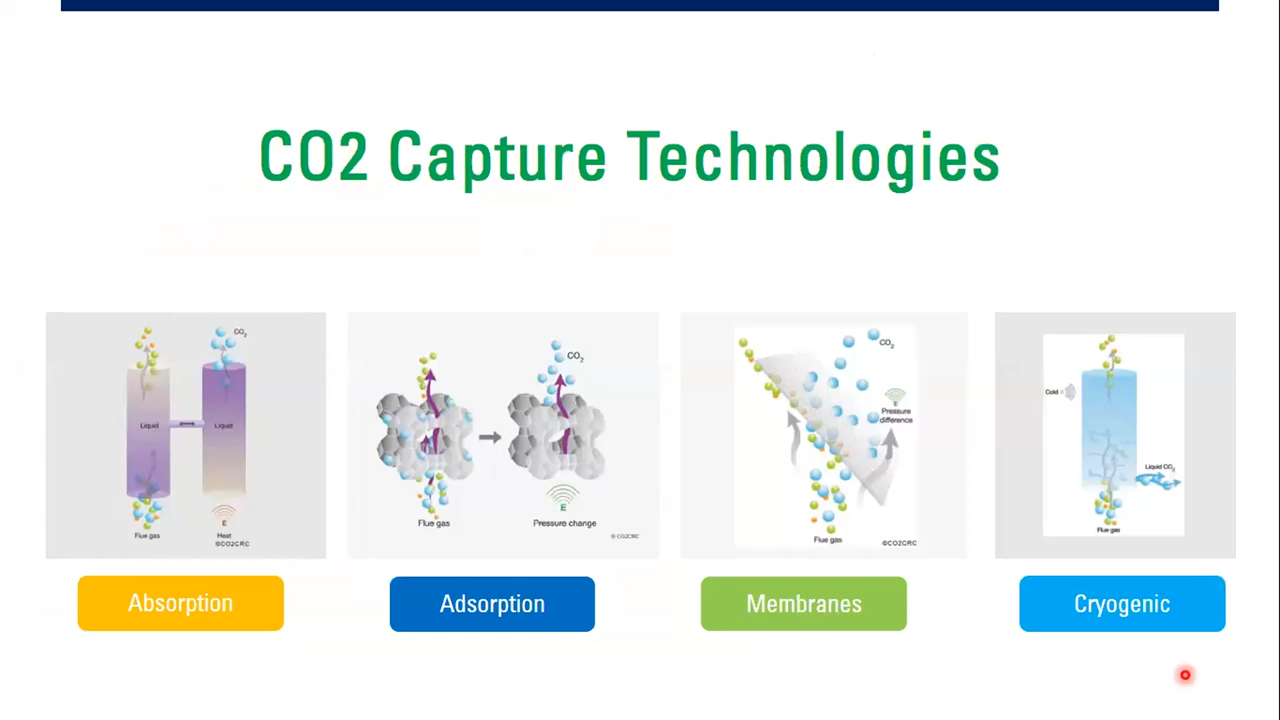 CO2 Capture Technologies
CO2
Liquid
Liquid
Flue gas
E
Heat
©CO2CRC
CO2
Flue gas
E
Pressure change
© CO2CRC
CO2
E
Pressure
difference
Flue gas
©CO2CRC
Cold
Liquid CO2
Flue gas
Absorption
Adsorption
Membranes
Cryogenic